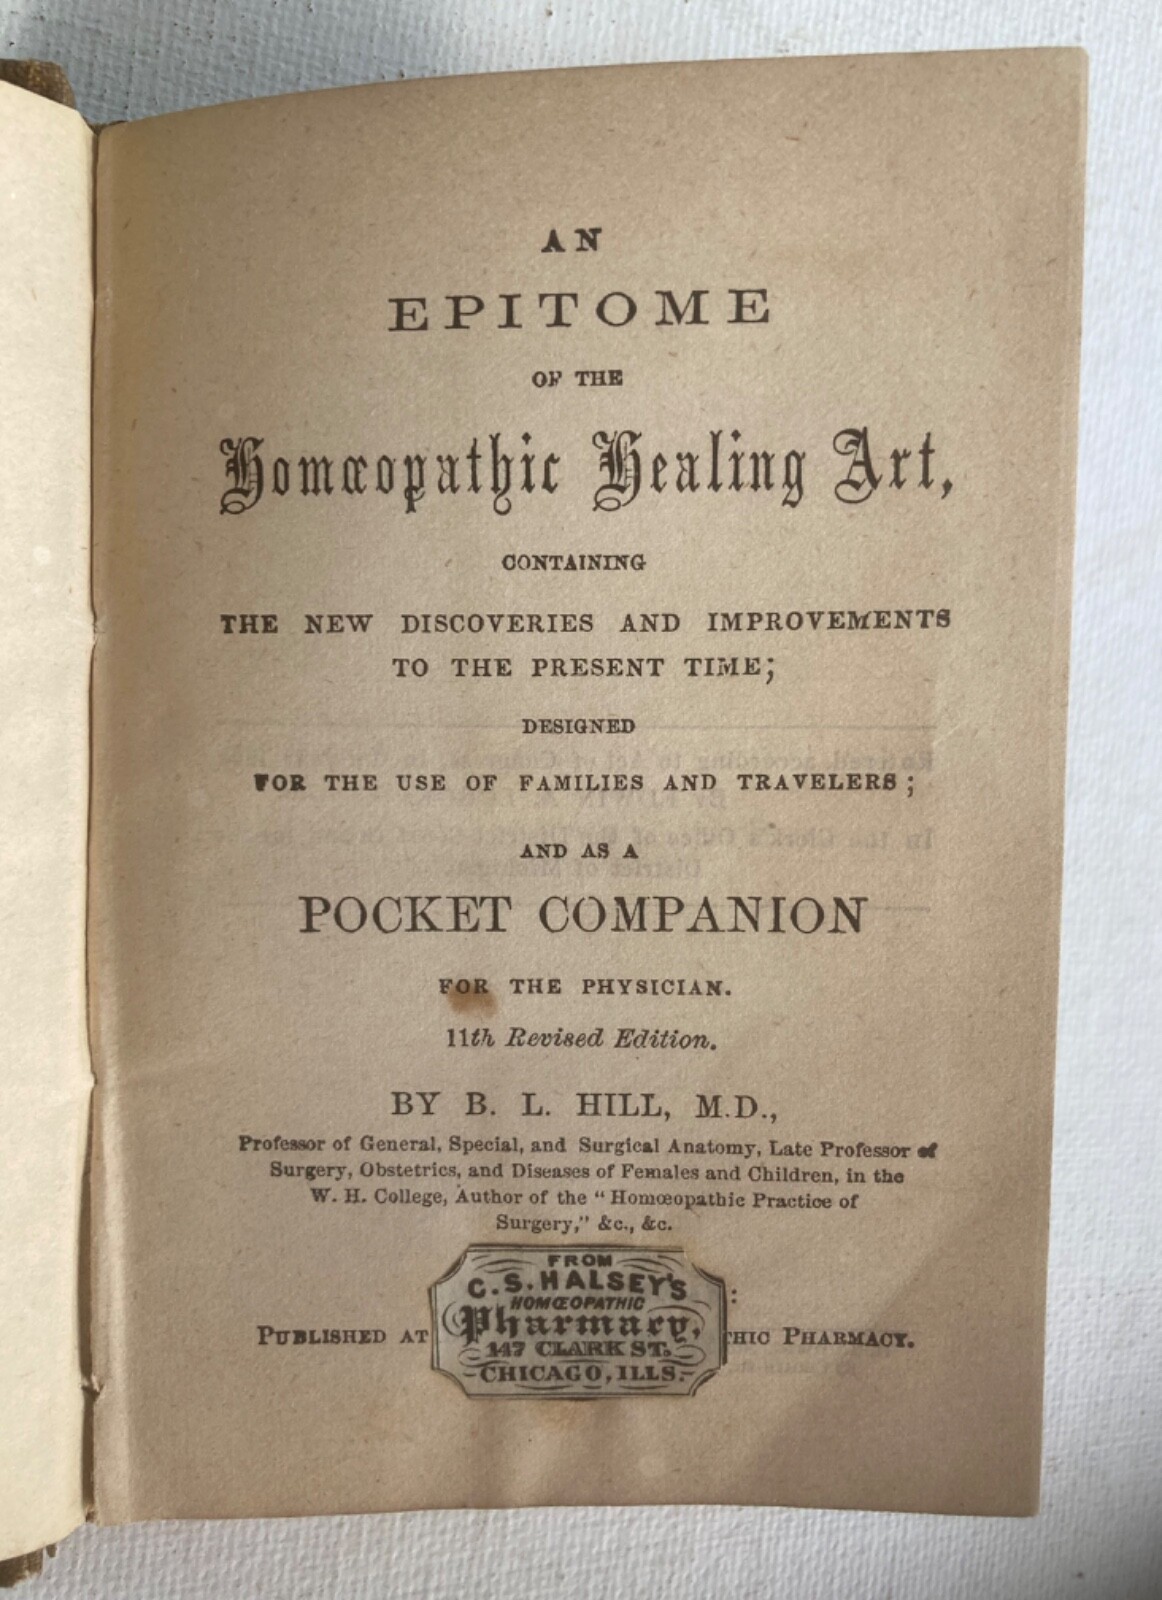 AN
EPITOME
OF THE
Homœopathic Healing Art,
CONTAINING
THE NEW DISCOVERIES AND IMPROVEMENTS
TO THE PRESENT TIME;
DESIGNED
FOR THE USE OF FAMILIES AND TRAVELERS;
AND AS A
POCKET COMPANION
FOR THE PHYSICIAN.
11th Revised Edition.
BY B. L. HILL, M.D.,
Professor of General, Special, and Surgical Anatomy, Late Professor of
Surgery, Obstetrics, and Diseases of Females and Children, in the
W. H. College, Author of the "Homœopathic Practice of
Surgery," &c., &c.
FROM
C. S. HALSEY'S
HOMŒOPATHIC
Pharmacy,
147 CLARK ST.
CHICAGO, ILLS.
:
PUBLISHED AT THIC PHARMACY.